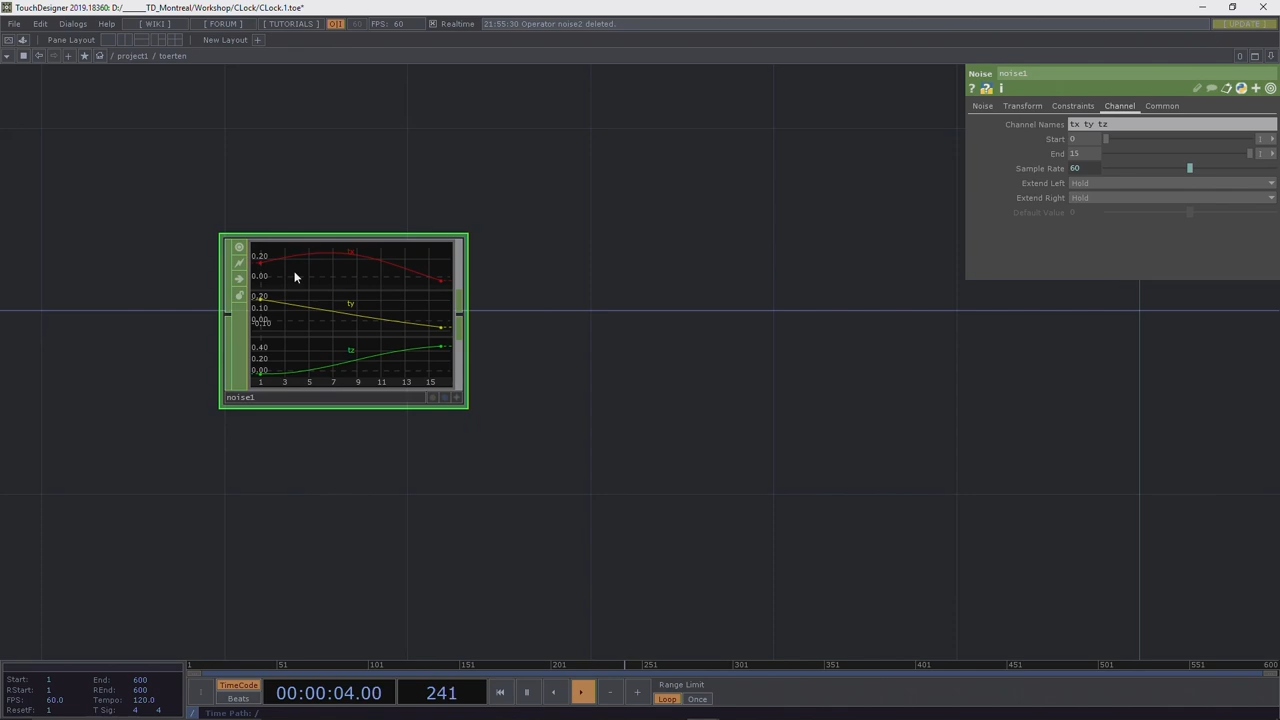 TouchDesigner 2019.18360: D:/______TD_Montreal/Workshop/CLock/CLock.1.toe*
File Edit Dialogs Help [ WIKI ] [ FORUM ] [ TUTORIALS ] O|I 60 FPS: 60 Realtime 21:55:30 Operator noise2 deleted. [ UPDATE ]
Pane Layout New Layout +
/ project1 / toerten 0
Noise noise1
? ? i
Noise Transform Constraints Channel Common
Channel Names tx ty tz
Start 0 I
End 15 I
Sample Rate 60
Extend Left Hold
Extend Right Hold
Default Value 0
0.20 tx
0.00
0.20 ty
0.10
0.00
-0.10
0.40 tz
0.20
0.00
1 3 5 7 9 11 13 15
noise1
1 51 101 151 201 251 301 351 401 451 501 551 600
Start: 1 End: 600
RStart: 1 REnd: 600
FPS: 60.0 Tempo: 120.0
ResetF: 1 T Sig: 4 4
TimeCode
Beats
00:00:04.00 241
- +
Range Limit
Loop Once
/ Time Path: /